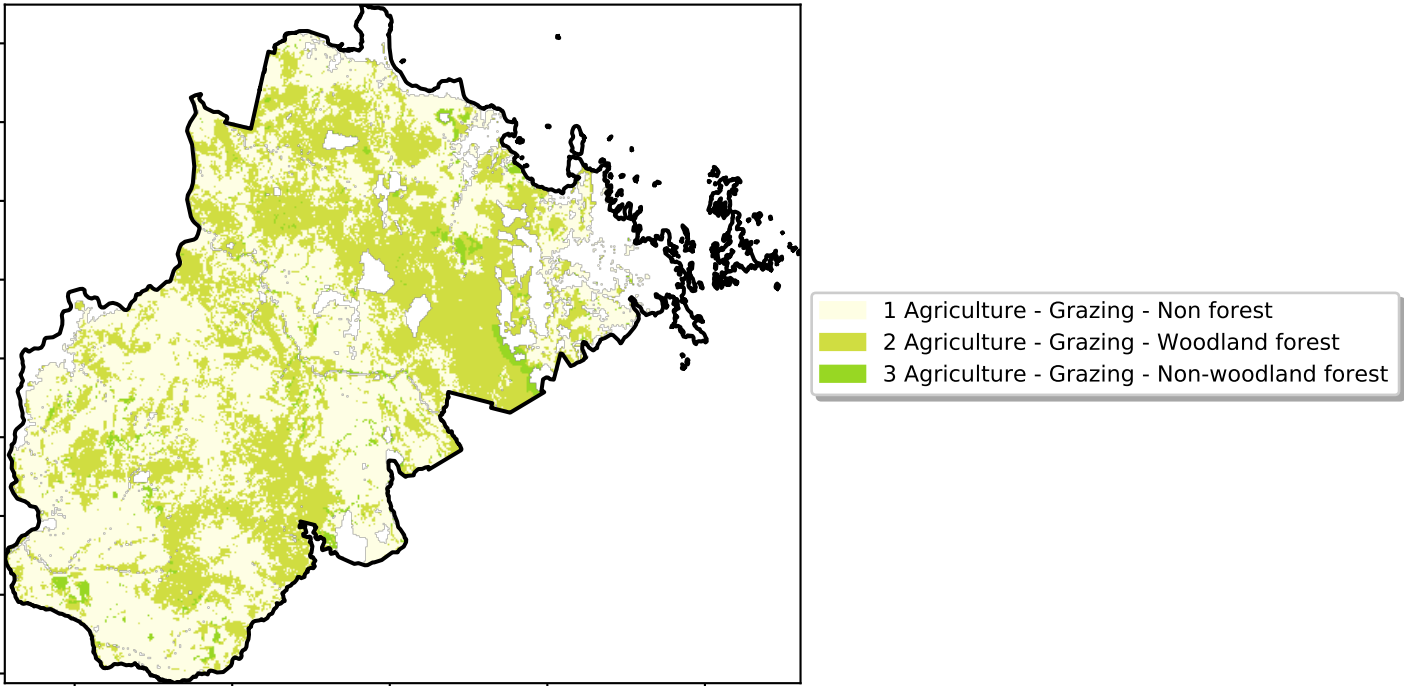 1 Agriculture - Grazing - Non forest
2 Agriculture - Grazing - Woodland forest
3 Agriculture - Grazing - Non-woodland forest